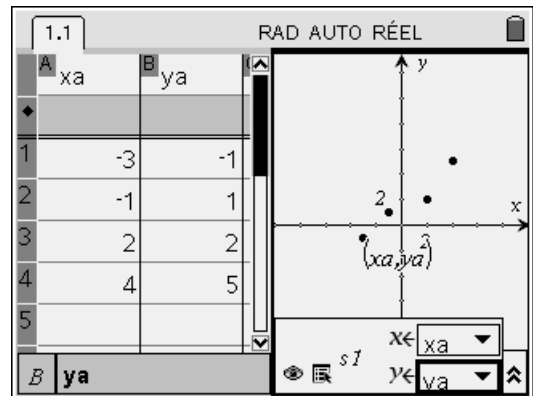 1.1 RAD AUTO RÉEL
A xa B ya
◆
1 -3 -1
2 -1 1
3 2 2
4 4 5
5
B ya
y
2
x
2
(xa,ya)
s1
x← xa
y← ya